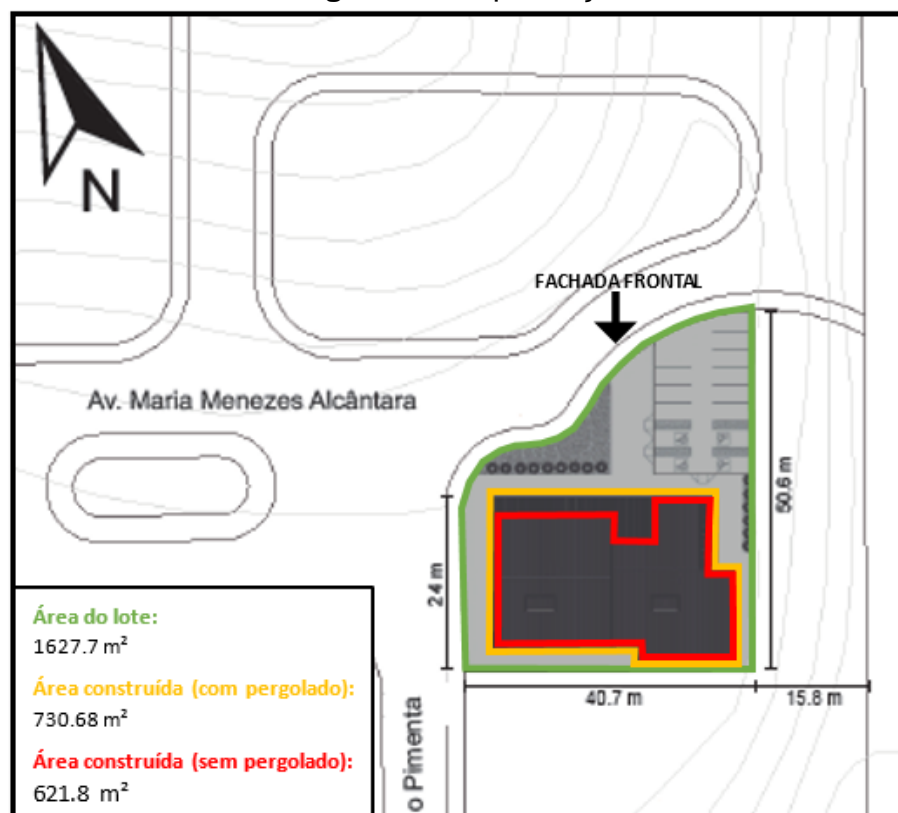 N
FACHADA FRONTAL
Av. Maria Menezes Alcântara
50.6 m
24 m
40.7 m
15.8 m
o Pimenta
Área do lote:
1627.7 m²
Área construída (com pergolado):
730.68 m²
Área construída (sem pergolado):
621.8 m²